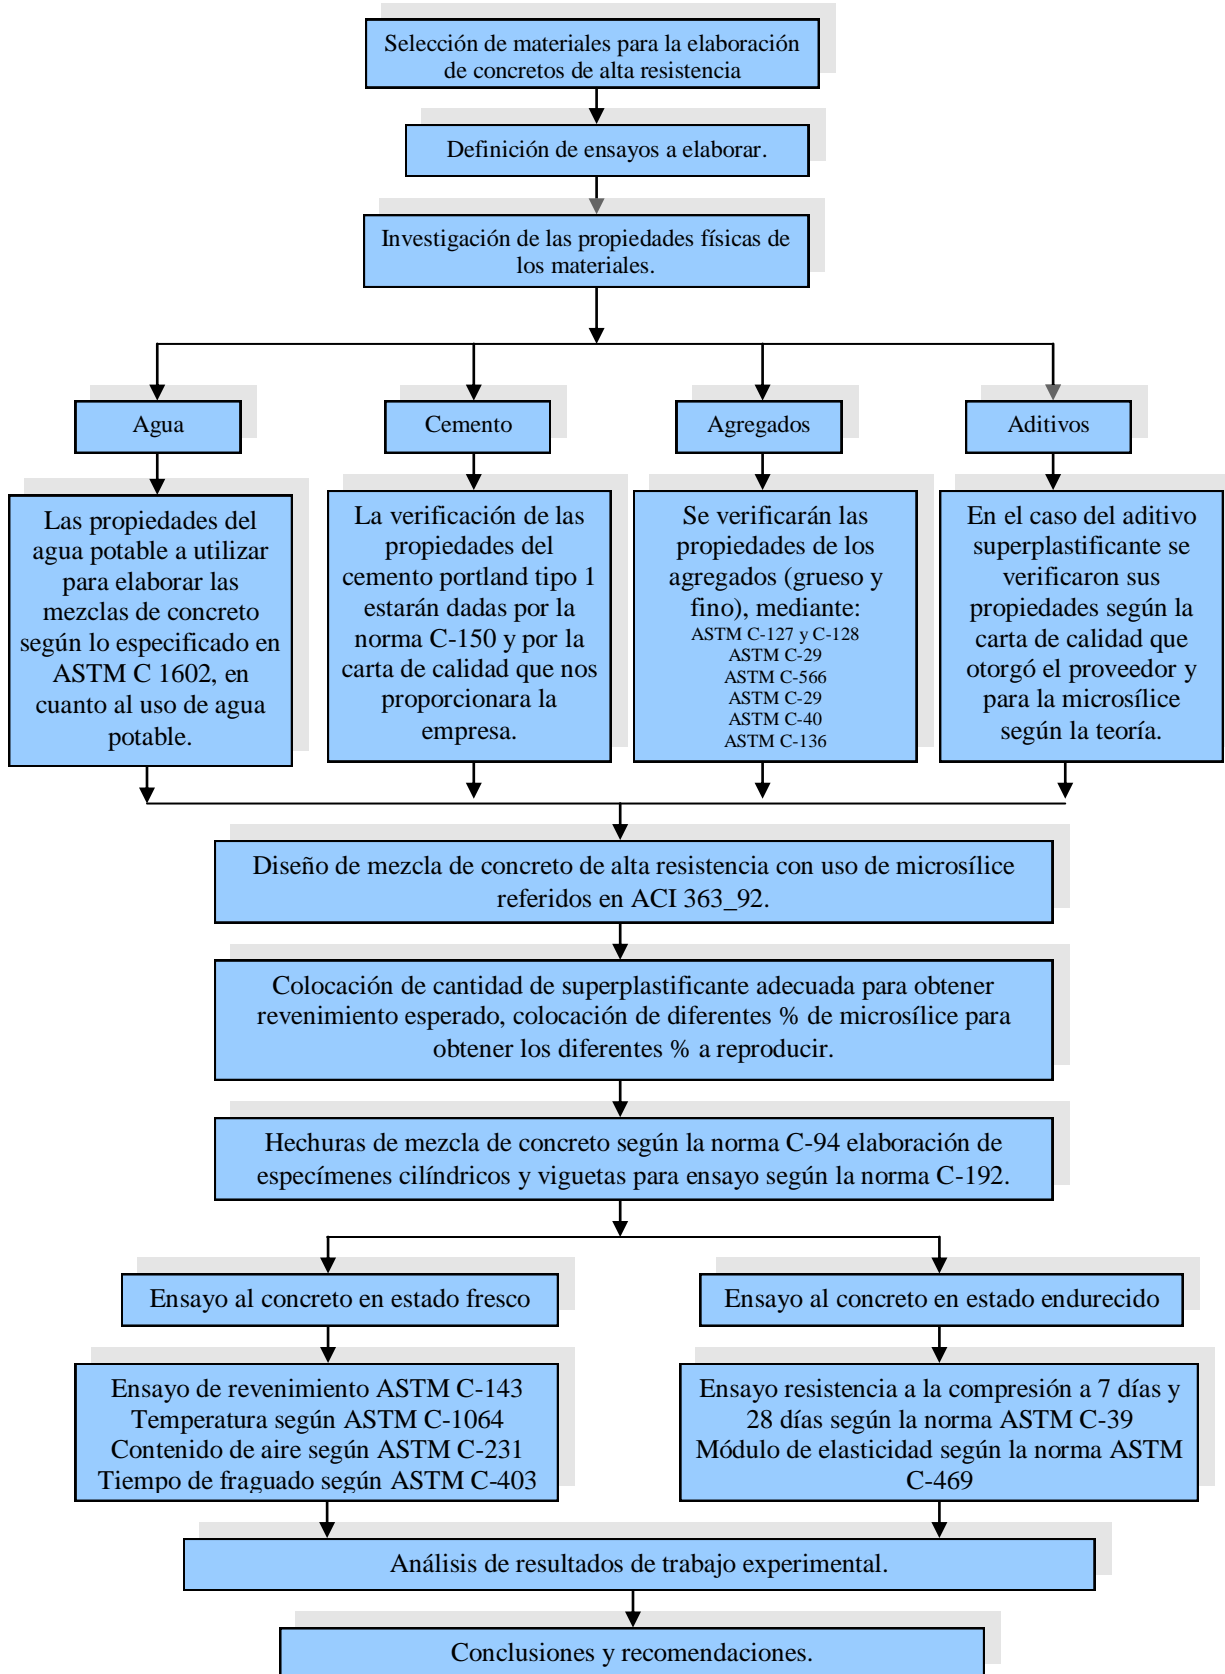 Selección de materiales para la elaboración
de concretos de alta resistencia
Definición de ensayos a elaborar.
Investigación de las propiedades físicas de
los materiales.
Agua
Cemento
Agregados
Aditivos
Las propiedades del
agua potable a utilizar
para elaborar las
mezclas de concreto
según lo especificado en
ASTM C 1602, en
cuanto al uso de agua
potable.
La verificación de las
propiedades del
cemento portland tipo 1
estarán dadas por la
norma C-150 y por la
carta de calidad que nos
proporcionara la
empresa.
Se verificarán las
propiedades de los
agregados (grueso y
fino), mediante:
ASTM C-127 y C-128
ASTM C-29
ASTM C-566
ASTM C-29
ASTM C-40
ASTM C-136
En el caso del aditivo
superplastificante se
verificaron sus
propiedades según la
carta de calidad que
otorgó el proveedor y
para la microsílice
según la teoría.
Diseño de mezcla de concreto de alta resistencia con uso de microsílice
referidos en ACI 363_92.
Colocación de cantidad de superplastificante adecuada para obtener
revenimiento esperado, colocación de diferentes % de microsílice para
obtener los diferentes % a reproducir.
Hechuras de mezcla de concreto según la norma C-94 elaboración de
especímenes cilíndricos y viguetas para ensayo según la norma C-192.
Ensayo al concreto en estado fresco
Ensayo al concreto en estado endurecido
Ensayo de revenimiento ASTM C-143
Temperatura según ASTM C-1064
Contenido de aire según ASTM C-231
Tiempo de fraguado según ASTM C-403
Ensayo resistencia a la compresión a 7 días y
28 días según la norma ASTM C-39
Módulo de elasticidad según la norma ASTM
C-469
Análisis de resultados de trabajo experimental.
Conclusiones y recomendaciones.